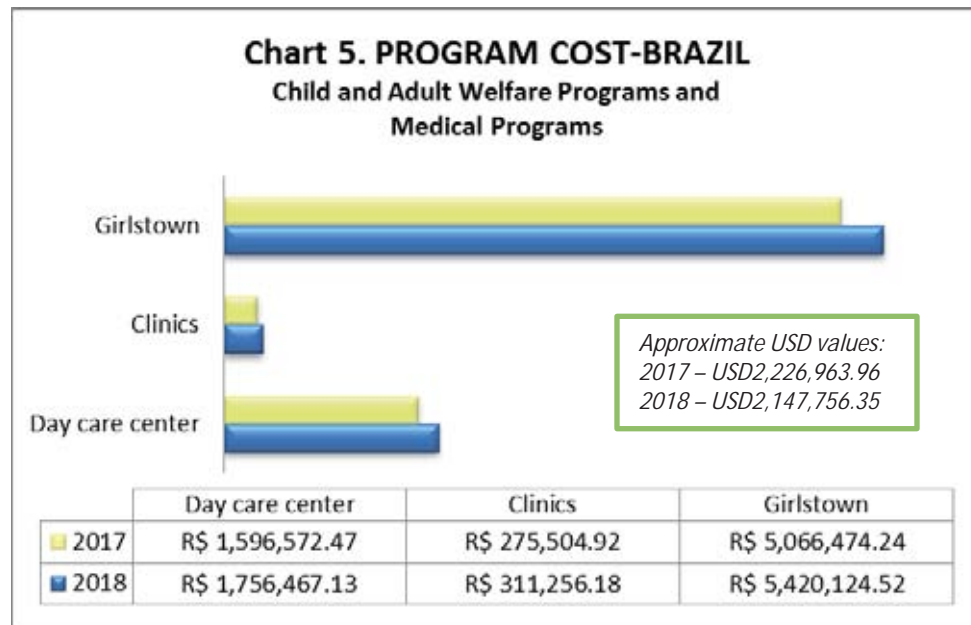 Chart 5. PROGRAM COST-BRAZIL
Child and Adult Welfare Programs and
Medical Programs
Girlstown
Clinics
Day care center
Approximate USD values:
2017 – USD2,226,963.96
2018 – USD2,147,756.35
Day care center Clinics Girlstown
2017 R$ 1,596,572.47 R$ 275,504.92 R$ 5,066,474.24
2018 R$ 1,756,467.13 R$ 311,256.18 R$ 5,420,124.52